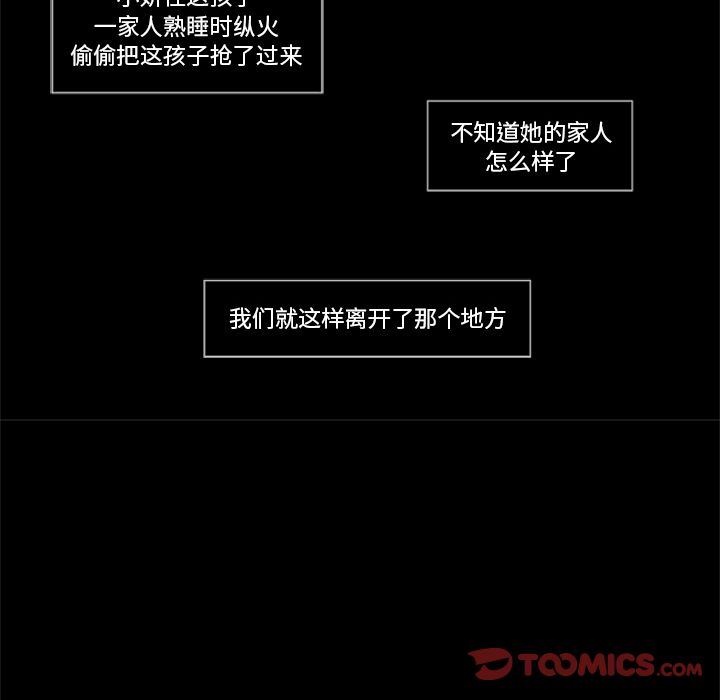 一家人熟睡时纵火
偷偷把这孩子抢了过来
不知道她的家人
怎么样了
我们就这样离开了那个地方
TOOMICS.COM